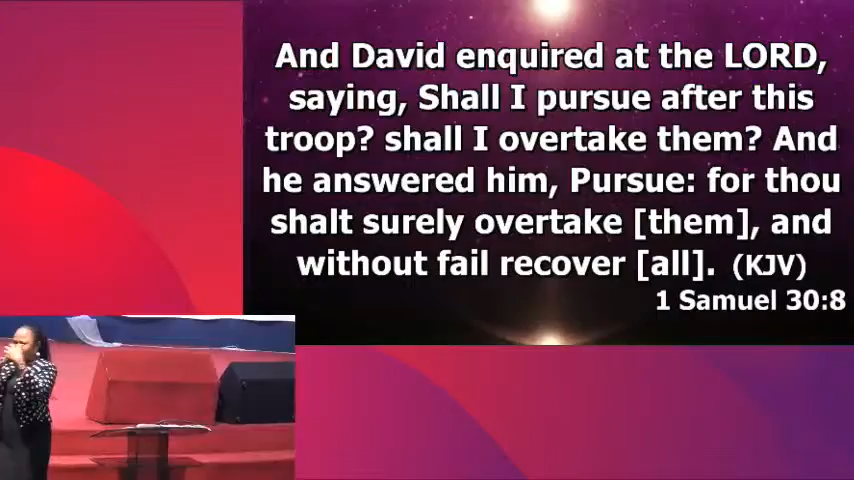 And David enquired at the LORD,
saying, Shall I pursue after this
troop? shall I overtake them? And
he answered him, Pursue: for thou
shalt surely overtake [them], and
without fail recover [all]. (KJV)
1 Samuel 30:8